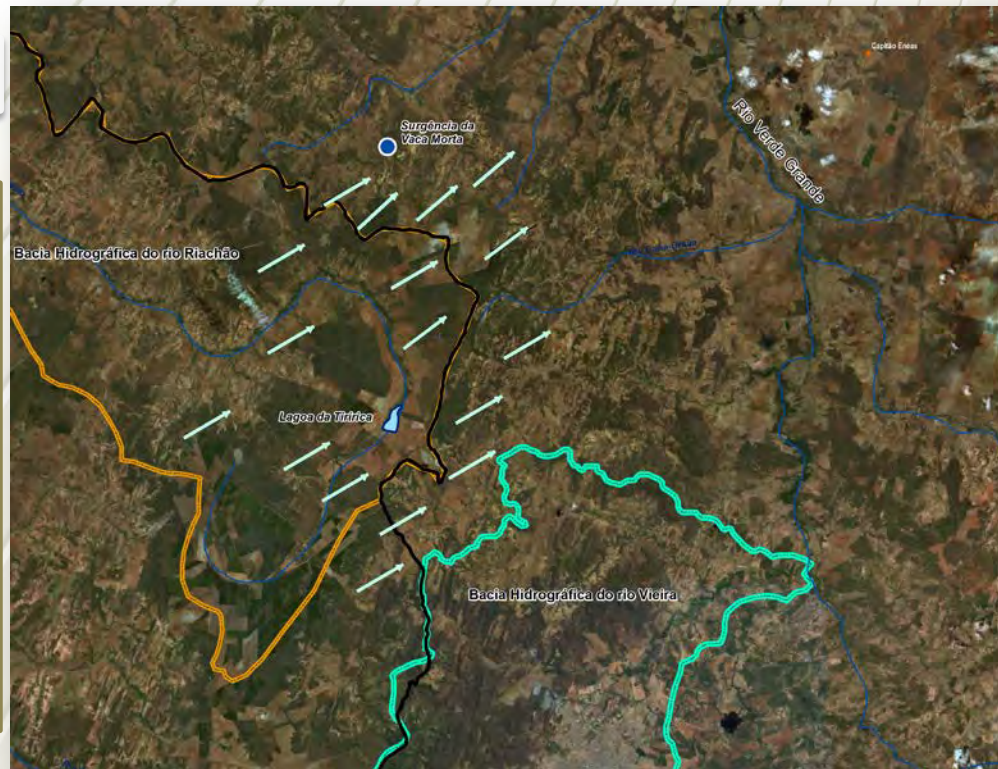 Capitão Enéas
Surgência da
Vaca Morta
Rio Verde Grande
Bacia Hidrográfica do rio Riachão
Lagoa da Tiririca
Bacia Hidrográfica do rio Vieira